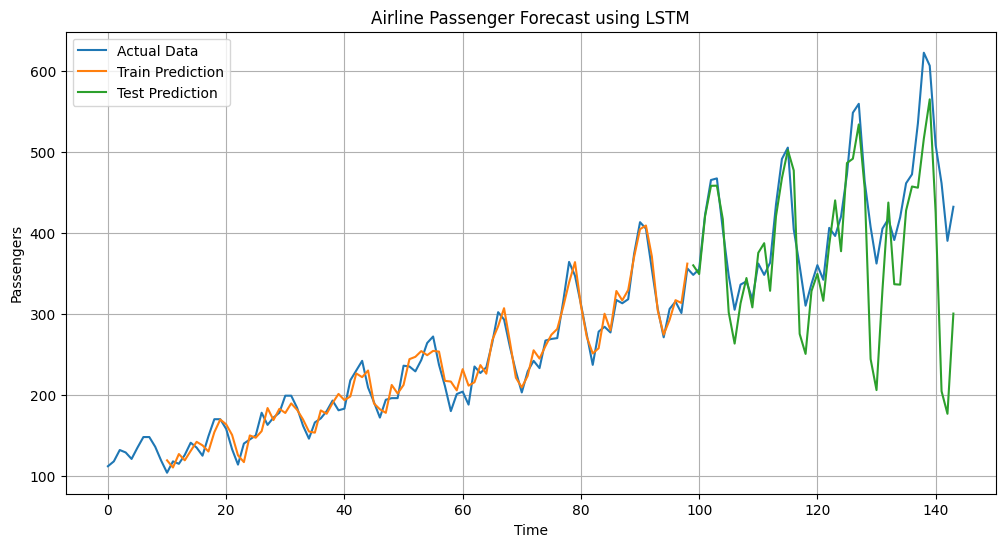 Airline Passenger Forecast using LSTM
Actual Data
Train Prediction
Test Prediction
Passengers
600
500
400
300
200
100
0 20 40 60 80 100 120 140
Time